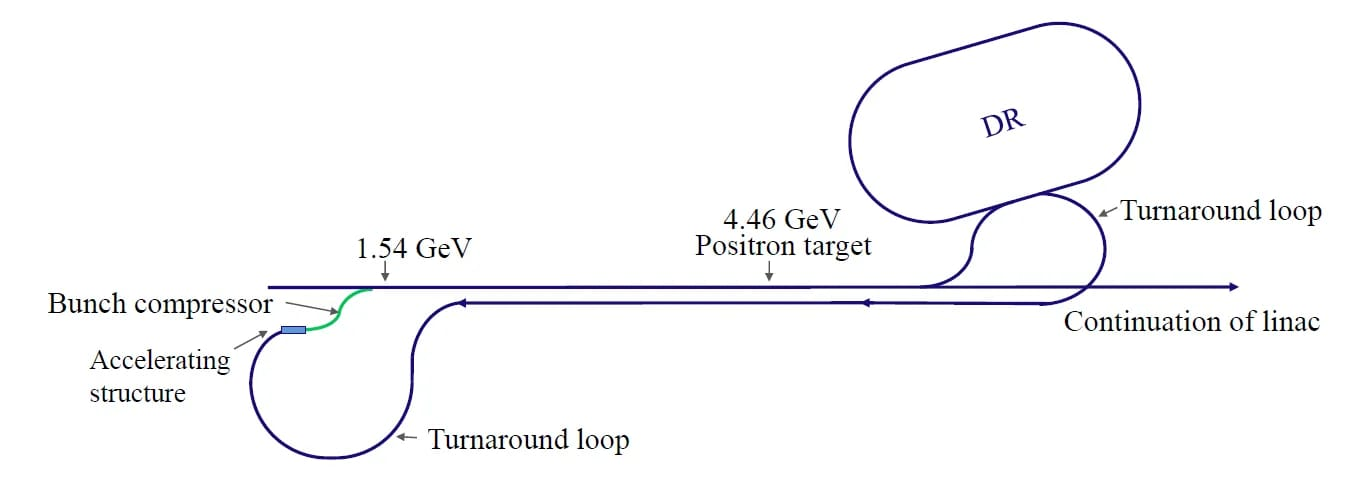 DR
Turnaround loop
4.46 GeV
Positron target
1.54 GeV
Bunch compressor
Continuation of linac
Accelerating
structure
Turnaround loop